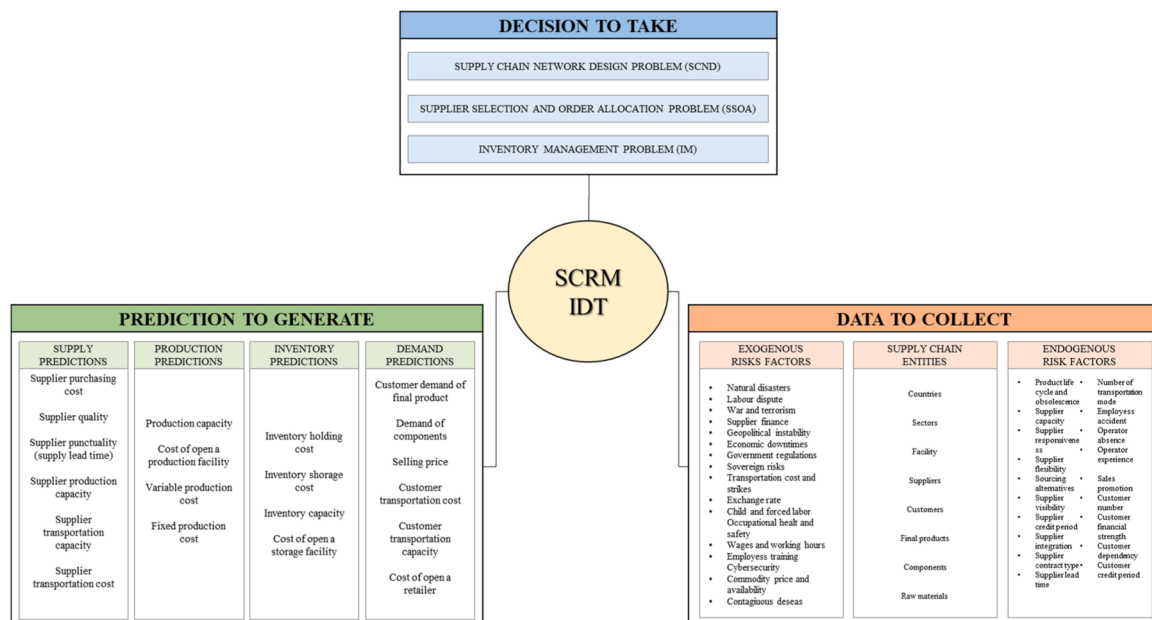 DECISION TO TAKE
SUPPLY CHAIN NETWORK DESIGN PROBLEM (SCND)
SUPPLIER SELECTION AND ORDER ALLOCATION PROBLEM (SSOA)
INVENTORY MANAGEMENT PROBLEM (IM)
SCRM
IDT
PREDICTION TO GENERATE
SUPPLY
PREDICTIONS
Supplier purchasing
cost
Supplier quality
Supplier punctuality
(supply lead time)
Supplier production
capacity
Supplier
transportation
capacity
Supplier
transportation cost
PRODUCTION
PREDICTIONS
Production capacity
Cost of open a
production facility
Variable production
cost
Fixed production
cost
INVENTORY
PREDICTIONS
Inventory holding
cost
Inventory shorage
cost
Inventory capacity
Cost of open a
storage facility
DEMAND
PREDICTIONS
Customer demand of
final product
Demand of
components
Selling price
Customer
transportation cost
Customer
transportation
capacity
Cost of open a
retailer
DATA TO COLLECT
EXOGENOUS
RISKS FACTORS
• Natural disasters
• Labour dispute
• War and terrorism
• Supplier finance
• Geopolitical instability
• Economic downtimes
• Government regulations
• Sovereign risks
• Transportation cost and
strikes
• Exchange rate
• Child and forced labor
Occupational healt and
safety
• Wages and working hours
• Employess training
Cybersecurity
• Commodity price and
availability
• Contagiuous deseas
SUPPLY CHAIN
ENTITIES
Countries
Sectors
Facility
Suppliers
Customers
Final products
Components
Raw materials
ENDOGENOUS
RISK FACTORS
• Product life
cycle and
obsolescence
• Supplier
capacity
• Supplier
responsivene
ss
• Supplier
flexibility
Sourcing
alternatives
• Supplier
visibility
• Supplier
credit period
• Supplier
integration
• Supplier
contract type
• Supplier lead
time
• Number of
transportation
mode
• Employess
accident
• Operator
absence
• Operator
experience
• Sales
promotion
• Customer
number
• Customer
financial
strength
• Customer
dependency
• Customer
credit period